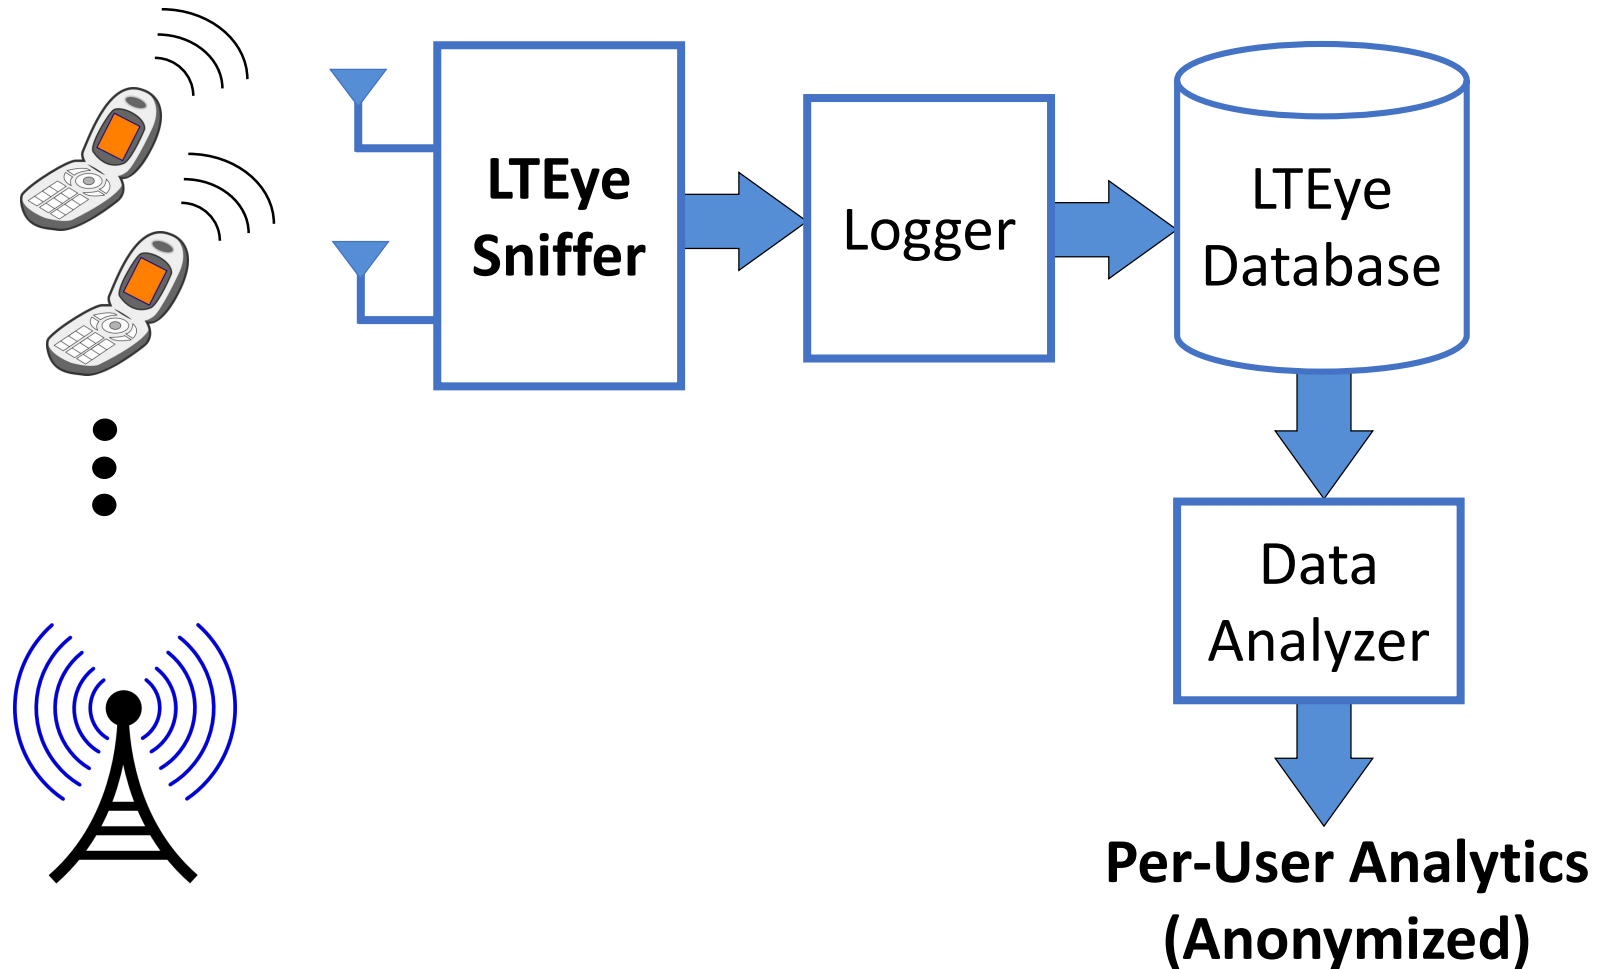 LTEye
Sniffer
Logger
LTEye
Database
Data
Analyzer
Per-User Analytics
(Anonymized)